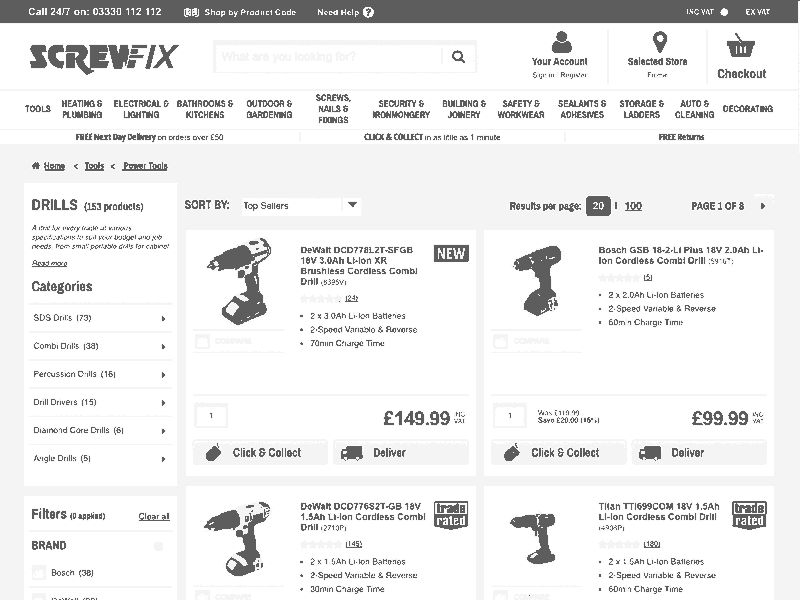 Call 24/7 on: 03330 112 112
Shop by Product Code
Need Help ?
INC VAT
EX VAT
SCREWFIX
What are you looking for?
Your Account
Sign in Register
Selected Store
Checkout
TOOLS
HEATING &
PLUMBING
ELECTRICAL &
LIGHTING
BATHROOMS &
KITCHENS
OUTDOOR &
GARDENING
SCREWS,
NAILS &
FIXINGS
SECURITY &
IRONMONGERY
BUILDING &
JOINERY
SAFETY &
WORKWEAR
SEALANTS &
ADHESIVES
STORAGE &
LADDERS
AUTO &
CLEANING
DECORATING
FREE Next Day Delivery on orders over £50
CLICK & COLLECT in as little as 1 minute
FREE Returns
Home < Tools < Power Tools
DRILLS (153 products)
A drill for every trade at various
specifications to suit your budget and job
needs, from small portable drills for cabinet
Read more
Categories
SDS Drills (73)
Combi Drills (38)
Percussion Drills (16)
Drill Drivers (15)
Diamond Core Drills (6)
Angle Drills (5)
Filters (0 applied)
Clear all
BRAND
Bosch (38)
SORT BY:
Top Sellers
Results per page: 20 | 100
PAGE 1 OF 8
DeWalt DCD778L2T-SFGB
18V 3.0Ah Li-Ion XR
Brushless Cordless Combi
Drill (6395V)
NEW
(24)
• 2 x 3.0Ah Li-Ion Batteries
• 2-Speed Variable & Reverse
• 70min Charge Time
COMPARE
1
£149.99 INC VAT
Click & Collect
Deliver
Bosch GSB 18-2-Li Plus 18V 2.0Ah Li-
Ion Cordless Combi Drill
(5)
• 2 x 2.0Ah Li-Ion Batteries
• 2-Speed Variable & Reverse
• 60min Charge Time
COMPARE
1
Was £119.99
Save £20.00 (16%)
£99.99 INC VAT
Click & Collect
Deliver
DeWalt DCD776S2T-GB 18V
1.5Ah Li-Ion Cordless Combi
Drill (2710P)
trade
rated
(149)
• 2 x 1.5Ah Li-Ion Batteries
• 2-Speed Variable & Reverse
• 30min Charge Time
COMPARE
Titan TTI699COM 18V 1.5Ah
Li-Ion Cordless Combi Drill
trade
rated
(180)
• 2 x 1.5Ah Li-Ion Batteries
• 2-Speed Variable & Reverse
• 60min Charge Time